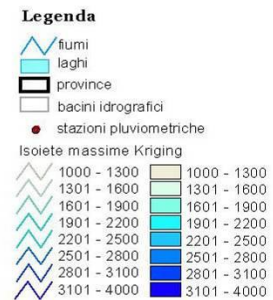 Legenda
fiumi
laghi
province
bacini idrografici
stazioni pluviometriche
Isoiete massime Kriging
1000 - 1300 1000 - 1300
1301 - 1600 1301 - 1600
1601 - 1900 1601 - 1900
1901 - 2200 1901 - 2200
2201 - 2500 2201 - 2500
2501 - 2800 2501 - 2800
2801 - 3100 2801 - 3100
3101 - 4000 3101 - 4000